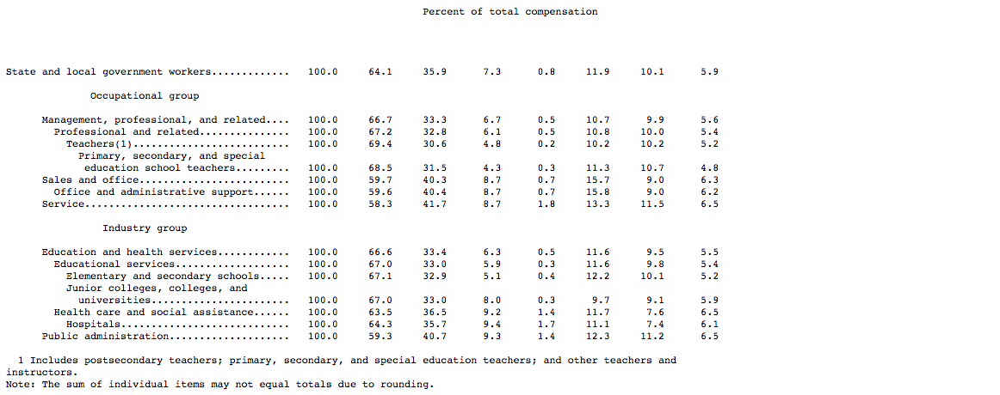 Percent of total compensation
State and local government workers............. 100.0 64.1 35.9 7.3 0.8 11.9 10.1 5.9
Occupational group
Management, professional, and related.... 100.0 66.7 33.3 6.7 0.5 10.7 9.9 5.6
Professional and related............... 100.0 67.2 32.8 6.1 0.5 10.8 10.0 5.4
Teachers(1).......................... 100.0 69.4 30.6 4.8 0.2 10.2 10.2 5.2
Primary, secondary, and special
education school teachers......... 100.0 68.5 31.5 4.3 0.3 11.3 10.7 4.8
Sales and office......................... 100.0 59.7 40.3 8.7 0.7 15.7 9.0 6.3
Office and administrative support...... 100.0 59.6 40.4 8.7 0.7 15.8 9.0 6.2
Service.................................. 100.0 58.3 41.7 8.7 1.8 13.3 11.5 6.5
Industry group
Education and health services............ 100.0 66.6 33.4 6.3 0.5 11.6 9.5 5.5
Educational services................... 100.0 67.0 33.0 5.9 0.3 11.6 9.8 5.4
Elementary and secondary schools..... 100.0 67.1 32.9 5.1 0.4 12.2 10.1 5.2
Junior colleges, colleges, and
universities....................... 100.0 67.0 33.0 8.0 0.3 9.7 9.1 5.9
Health care and social assistance...... 100.0 63.5 36.5 9.2 1.4 11.7 7.6 6.5
Hospitals............................ 100.0 64.3 35.7 9.4 1.7 11.1 7.4 6.1
Public administration.................... 100.0 59.3 40.7 9.3 1.4 12.3 11.2 6.5
1 Includes postsecondary teachers; primary, secondary, and special education teachers; and other teachers and
instructors.
Note: The sum of individual items may not equal totals due to rounding.